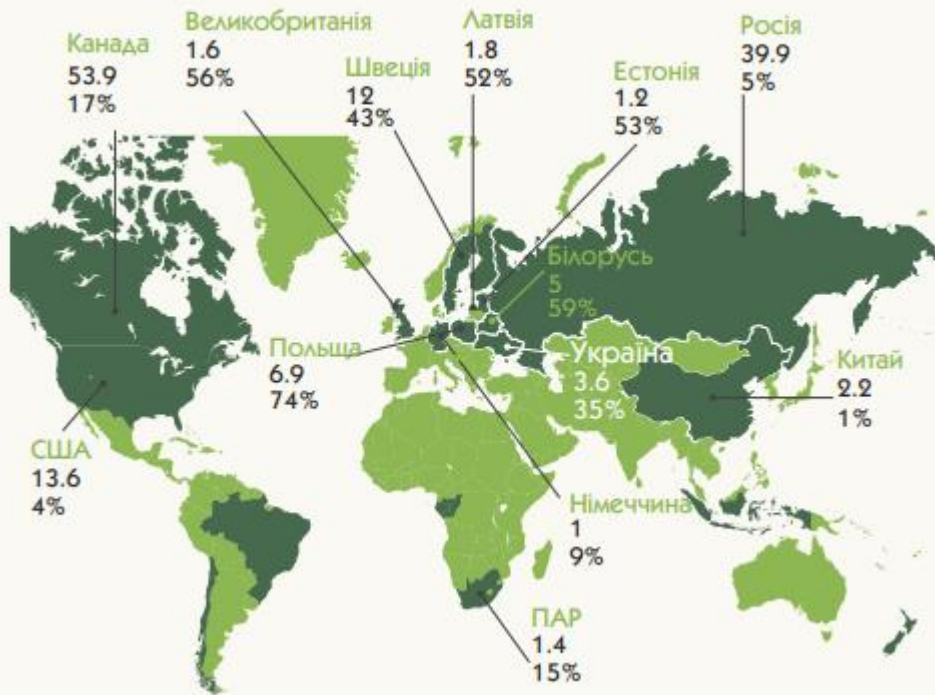 Канада
53.9
17%
Великобританія
1.6
56%
Швеція
12
43%
Латвія
1.8
52%
Естонія
1.2
53%
Росія
39.9
5%
Білорусь
5
59%
Польща
6.9
74%
Україна
3.6
35%
Китай
2.2
1%
США
13.6
4%
Німеччина
1
9%
ПАР
1.4
15%